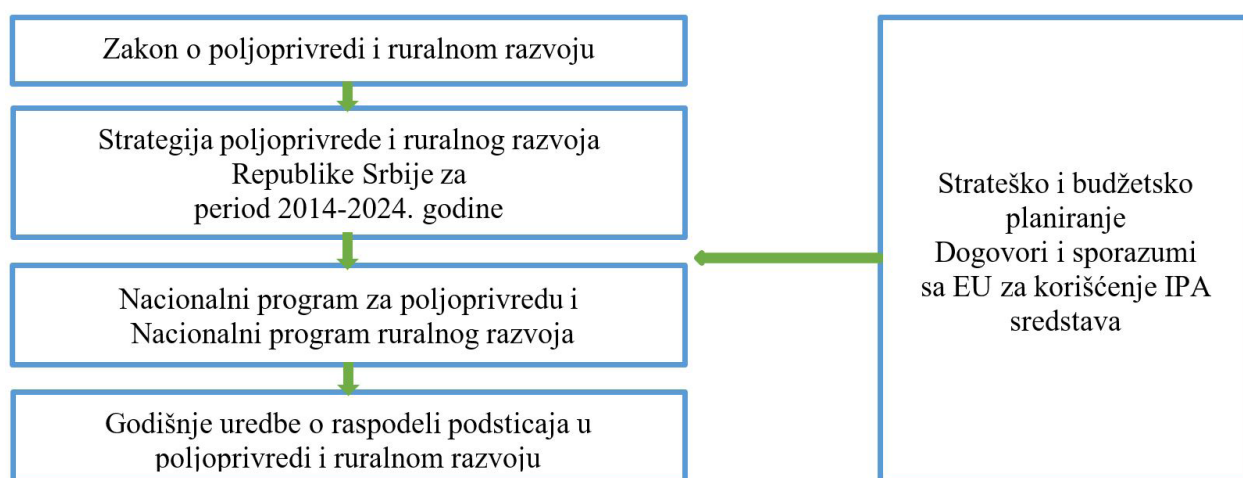 Zakon o poljoprivredi i ruralnom razvoju
Strategija poljoprivrede i ruralnog razvoja
Republike Srbije za
period 2014-2024. godine
Nacionalni program za poljoprivredu i
Nacionalni program ruralnog razvoja
Godišnje uredbe o raspodeli podsticaja u
poljoprivredi i ruralnom razvoju
Strateško i budžetsko
planiranje
Dogovori i sporazumi
sa EU za korišćenje IPA
sredstava